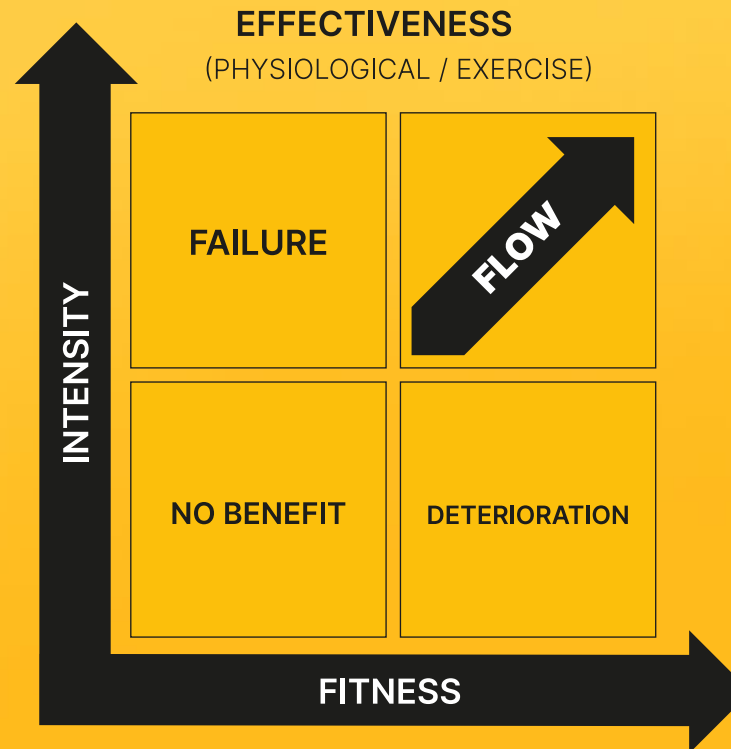 EFFECTIVENESS
(PHYSIOLOGICAL / EXERCISE)
FAILURE
FLOW
INTENSITY
NO BENEFIT
DETERIORATION
FITNESS